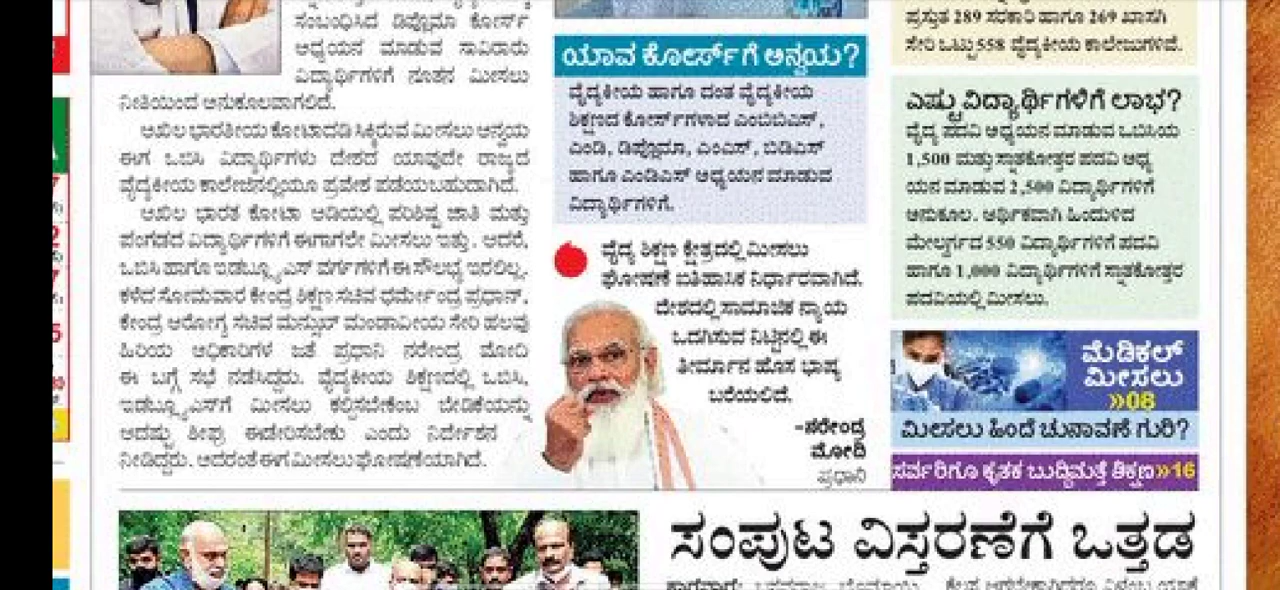 ಸಂಬಂಧಿಸಿದ ಡಿಪ್ಲೊಮಾ ಕೋರ್ಸ್
ಅಧ್ಯಯನ ಮಾಡುವ ಸಾವಿರಾರು
ವಿದ್ಯಾರ್ಥಿಗಳಿಗೆ ನೂತನ ಮೀಸಲು
ನೀತಿಯಿಂದ ಅನುಕೂಲವಾಗಲಿದೆ.
ಅಖಿಲ ಭಾರತೀಯ ಕೋಟಾದಡಿ ಸಿಕ್ಕಿರುವ ಮೀಸಲು ಅನ್ವಯ
ಈಗ ಒಬಿಸಿ ವಿದ್ಯಾರ್ಥಿಗಳು ದೇಶದ ಯಾವುದೇ ರಾಜ್ಯದ
ವೈದ್ಯಕೀಯ ಕಾಲೇಜಿನಲ್ಲಿಯೂ ಪ್ರವೇಶ ಪಡೆಯಬಹುದಾಗಿದೆ.
ಅಖಿಲ ಭಾರತ ಕೋಟಾ ಅಡಿಯಲ್ಲಿ ಪರಿಶಿಷ್ಟ ಜಾತಿ ಮತ್ತು
ಪಂಗಡದ ವಿದ್ಯಾರ್ಥಿಗಳಿಗೆ ಈಗಾಗಲೇ ಮೀಸಲು ಇತ್ತು. ಆದರೆ,
ಒಬಿಸಿ ಹಾಗೂ ಇಡಬ್ಲ್ಯೂಎಸ್ ವರ್ಗಗಳಿಗೆ ಈ ಸೌಲಭ್ಯ ಇರಲಿಲ್ಲ.
ಕಳೆದ ಸೋಮವಾರ ಕೇಂದ್ರ ಶಿಕ್ಷಣ ಸಚಿವ ಧರ್ಮೇಂದ್ರ ಪ್ರಧಾನ್,
ಕೇಂದ್ರ ಆರೋಗ್ಯ ಸಚಿವ ಮನ್ಸುಖ್ ಮಂಡಾವೀಯ ಸೇರಿ ಹಲವು
ಹಿರಿಯ ಅಧಿಕಾರಿಗಳ ಜತೆ ಪ್ರಧಾನಿ ನರೇಂದ್ರ ಮೋದಿ
ಈ ಬಗ್ಗೆ ಸಭೆ ನಡೆಸಿದ್ದರು. ವೈದ್ಯಕೀಯ ಶಿಕ್ಷಣದಲ್ಲಿ ಒಬಿಸಿ,
ಇಡಬ್ಲ್ಯೂಎಸ್‌ಗೆ ಮೀಸಲು ಕಲ್ಪಿಸಬೇಕೆಂಬ ಬೇಡಿಕೆಯನ್ನು
ಆದಷ್ಟು ಶೀಘ್ರ ಈಡೇರಿಸಬೇಕು ಎಂದು ನಿರ್ದೇಶನ
ನೀಡಿದ್ದರು. ಅದರಂತೆ ಈಗ ಮೀಸಲು ಘೋಷಣೆಯಾಗಿದೆ.
ಯಾವ ಕೋರ್ಸ್‌ಗೆ ಅನ್ವಯ?
ವೈದ್ಯಕೀಯ ಹಾಗೂ ದಂತ ವೈದ್ಯಕೀಯ
ಶಿಕ್ಷಣದ ಕೋರ್ಸ್‌ಗಳಾದ ಎಂಬಿಬಿಎಸ್,
ಎಂಡಿ, ಡಿಪ್ಲೊಮಾ, ಎಂಎಸ್, ಬಿಡಿಎಸ್
ಹಾಗೂ ಎಂಡಿಎಸ್ ಅಧ್ಯಯನ ಮಾಡುವ
ವಿದ್ಯಾರ್ಥಿಗಳಿಗೆ.
ವೈದ್ಯ ಶಿಕ್ಷಣ ಕ್ಷೇತ್ರದಲ್ಲಿ ಮೀಸಲು
ಘೋಷಣೆ ಐತಿಹಾಸಿಕ ನಿರ್ಧಾರವಾಗಿದೆ.
ದೇಶದಲ್ಲಿ ಸಾಮಾಜಿಕ ನ್ಯಾಯ
ಒದಗಿಸುವ ನಿಟ್ಟಿನಲ್ಲಿ ಈ
ತೀರ್ಮಾನ ಹೊಸ ಭಾಷ್ಯ
ಬರೆಯಲಿದೆ.
-ನರೇಂದ್ರ
ಮೋದಿ
ಪ್ರಧಾನಿ
ಪ್ರಸ್ತುತ 289 ಸರಕಾರಿ ಹಾಗೂ 269 ಖಾಸಗಿ
ಸೇರಿ ಒಟ್ಟು 558 ವೈದ್ಯಕೀಯ ಕಾಲೇಜುಗಳಿವೆ.
ಎಷ್ಟು ವಿದ್ಯಾರ್ಥಿಗಳಿಗೆ ಲಾಭ?
ವೈದ್ಯ ಪದವಿ ಅಧ್ಯಯನ ಮಾಡುವ ಒಬಿಸಿಯ
1,500 ಮತ್ತು ಸ್ನಾತಕೋತ್ತರ ಪದವಿ ಅಧ್ಯ
ಯನ ಮಾಡುವ 2,500 ವಿದ್ಯಾರ್ಥಿಗಳಿಗೆ
ಅನುಕೂಲ. ಆರ್ಥಿಕವಾಗಿ ಹಿಂದುಳಿದ
ಮೇಲ್ವರ್ಗದ 550 ವಿದ್ಯಾರ್ಥಿಗಳಿಗೆ ಪದವಿ
ಹಾಗೂ 1,000 ವಿದ್ಯಾರ್ಥಿಗಳಿಗೆ ಸ್ನಾತಕೋತ್ತರ
ಪದವಿಯಲ್ಲಿ ಮೀಸಲು.
ಮೆಡಿಕಲ್
ಮೀಸಲು
»08
ಮೀಸಲು ಹಿಂದೆ ಚುನಾವಣೆ ಗುರಿ?
ಸರ್ವರಿಗೂ ಕೃತಕ ಬುದ್ಧಿಮತ್ತೆ ಶಿಕ್ಷಣ»16
ಸಂಪುಟ ವಿಸ್ತರಣೆಗೆ ಒತ್ತಡ